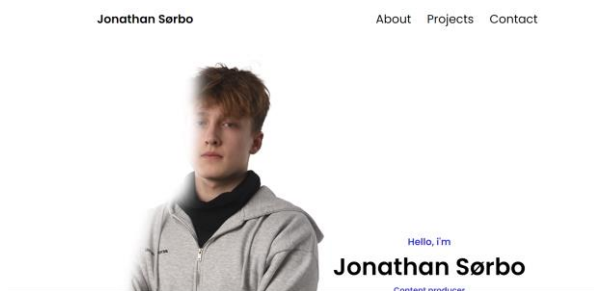 Jonathan Sørbo
About Projects Contact
Hello, i'm
Jonathan Sørbo
Content producer